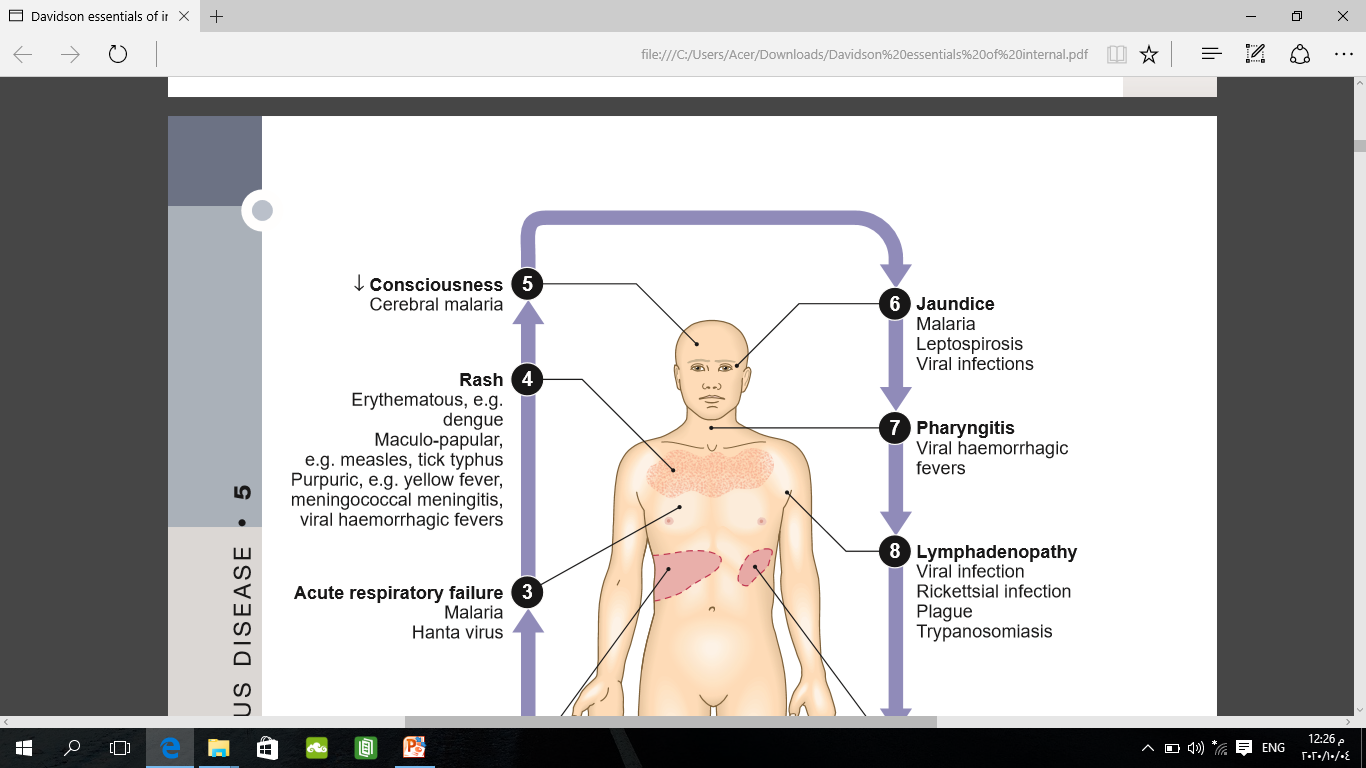 Davidson essentials of ir
file:///C:/Users/Acer/Downloads/Davidson%20essentials%20of%20internal.pdf
↓ Consciousness
Cerebral malaria
5
Rash
Erythematous, e.g.
dengue
Maculo-papular,
e.g. measles, tick typhus
Purpuric, e.g. yellow fever,
meningococcal meningitis,
viral haemorrhagic fevers
4
Acute respiratory failure
Malaria
Hanta virus
3
6
Jaundice
Malaria
Leptospirosis
Viral infections
7
Pharyngitis
Viral haemorrhagic
fevers
8
Lymphadenopathy
Viral infection
Rickettsial infection
Plague
Trypanosomiasis
US DISEASE • 5
ENG
12:26 م
٢٠٢٠/١٠/٠٤